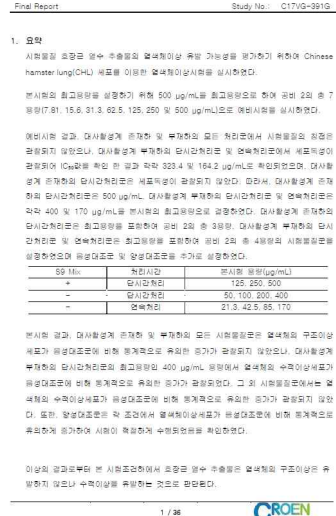 Final Report
Study No.: C17VG-391G
1. 요약
시험물질 호장근 열수 추출물의 염색체이상 유발 가능성을 평가하기 위하여 Chinese
hamster lung(CHL) 세포를 이용한 염색체이상시험을 실시하였다.
본시험의 최고용량을 설정하기 위해 500 μg/mL을 최고용량으로 하여 공비 2의 총 7
용량(7.81, 15.6, 31.3, 62.5, 125, 250 및 500 μg/mL)으로 예비시험을 실시하였다.
예비시험 결과, 대사활성계 존재하 및 부재하의 모든 처리군에서 시험물질의 침전은
관찰되지 않았으나, 대사활성계 부재하의 단시간처리군 및 연속처리군에서 세포독성이
관찰되어 IC₅₀값을 확인 한 결과 각각 323.4 및 164.2 μg/mL로 확인되었으며, 대사활
성계 존재하의 단시간처리군은 세포독성이 관찰되지 않았다. 따라서, 대사활성계 존재
하의 단시간처리군은 500 μg/mL, 대사활성계 부재하의 단시간처리군 및 연속처리군은
각각 400 및 170 μg/mL을 본시험의 최고용량으로 결정하였다. 대사활성계 존재하의
단시간처리군은 최고용량을 포함하여 공비 2의 총 3용량, 대사활성계 부재하의 단시
간처리군 및 연속처리군은 최고용량을 포함하여 공비 2의 총 4용량의 시험물질군을
설정하였으며 음성대조군 및 양성대조군을 추가로 설정하였다.
S9 Mix 처리시간 본시험 용량(μg/mL)
+ 단시간처리 125, 250, 500
- 단시간처리 50, 100, 200, 400
- 연속처리 21.3, 42.5, 85, 170
본시험 결과, 대사활성계 존재하 및 부재하의 모든 시험물질군은 염색체의 구조이상
세포가 음성대조군에 비해 통계적으로 유의한 증가가 관찰되지 않았으나, 대사활성계
부재하의 단시간처리군의 최고용량인 400 μg/mL 용량에서 염색체의 수적이상세포가
음성대조군에 비해 통계적으로 유의한 증가가 관찰되었다. 그 외 시험물질군에서는 염
색체의 수적이상세포가 음성대조군에 비해 통계적으로 유의한 증가가 관찰되지 않았
다. 또한, 양성대조군은 각 조건에서 염색체이상세포가 음성대조군에 비해 통계적으로
유의하게 증가하여 시험이 적절하게 수행되었음을 확인하였다.
이상의 결과로부터 본 시험조건에서 호장근 열수 추출물은 염색체의 구조이상은 유
발하지 않으나 수적이상을 유발하는 것으로 판단된다.
1 / 36
CROEN